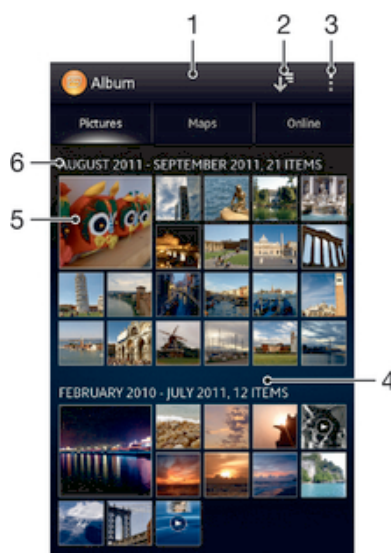 1 2 3
Album
Pictures Maps Online
6 AUGUST 2011 - SEPTEMBER 2011, 21 ITEMS
5
4
FEBRUARY 2010 - JULY 2011, 12 ITEMS